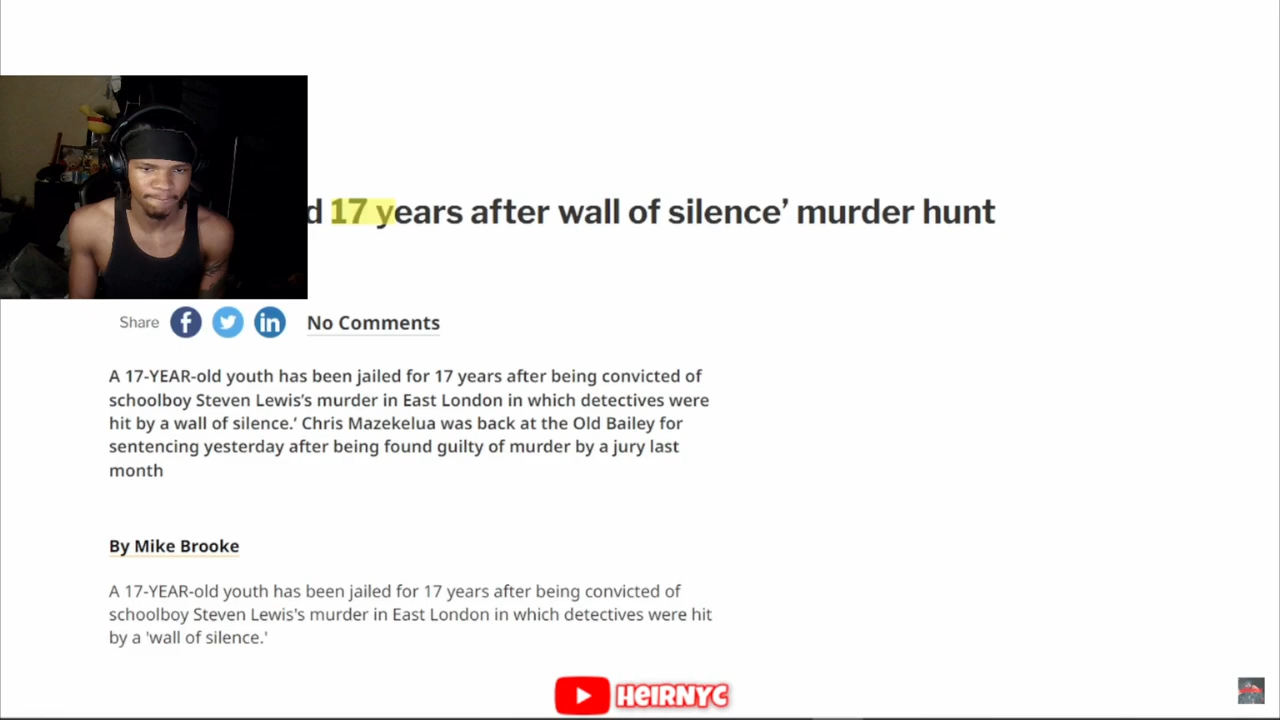 d 17 years after wall of silence’ murder hunt
Share
No Comments
A 17-YEAR-old youth has been jailed for 17 years after being convicted of
schoolboy Steven Lewis’s murder in East London in which detectives were
hit by a wall of silence.’ Chris Mazekelua was back at the Old Bailey for
sentencing yesterday after being found guilty of murder by a jury last
month
By Mike Brooke
A 17-YEAR-old youth has been jailed for 17 years after being convicted of
schoolboy Steven Lewis's murder in East London in which detectives were hit
by a 'wall of silence.'
HEIRNYC